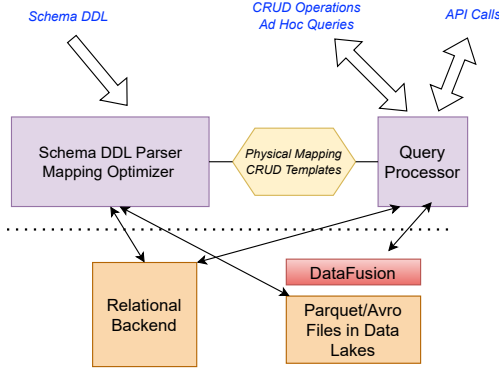 Schema DDL
CRUD Operations
Ad Hoc Queries
API Calls
Schema DDL Parser
Mapping Optimizer
Physical Mapping
CRUD Templates
Query
Processor
Relational
Backend
DataFusion
Parquet/Avro
Files in Data
Lakes